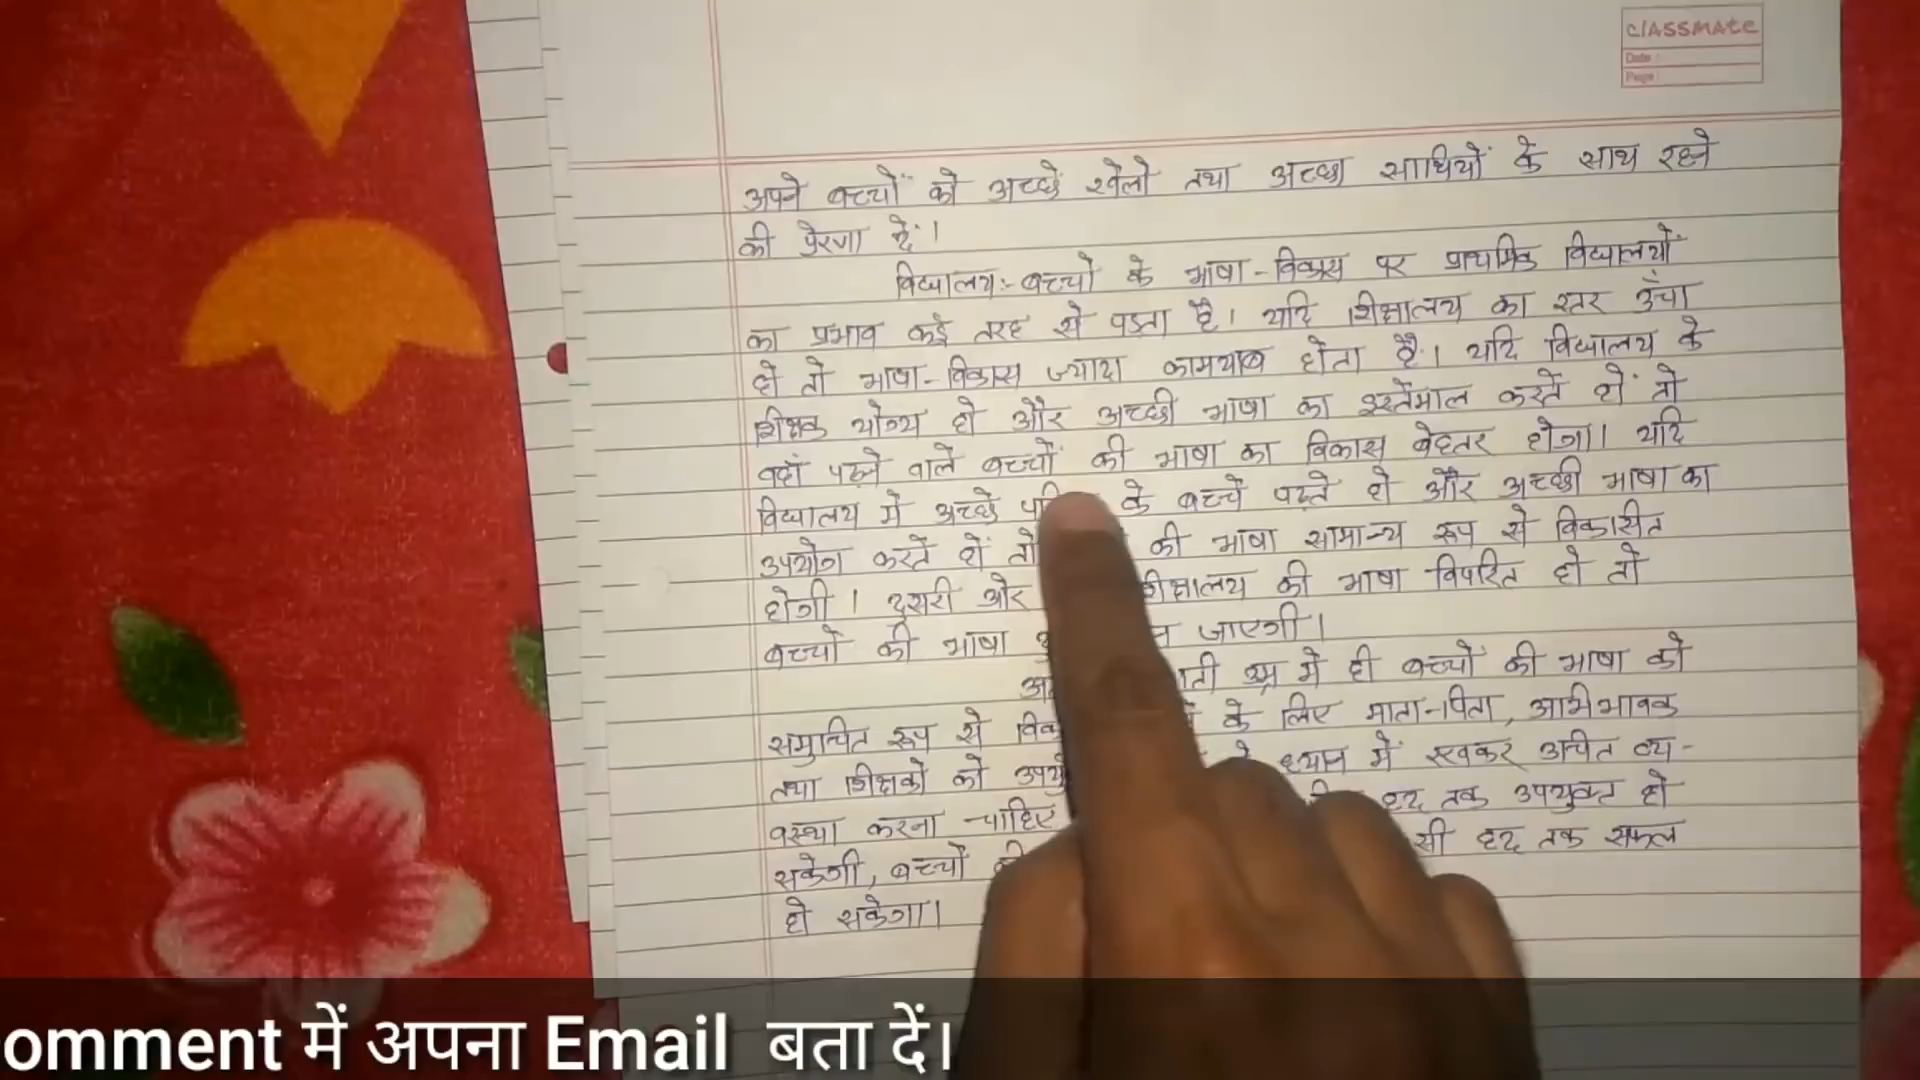 classmate
Date :
Page :
अपने बच्चों को अच्छें खेलो तथा अच्छा साथियों के साथ रहने
की प्रेरणा दें।
विद्यालय:- बच्चो के भाषा-विकास पर प्राथमिक विद्यालयों
का प्रभाव कई तरह से पडता है। यदि शिक्षालय का स्तर उँचा
हो तो भाषा-विकास ज्यादा कामयाब होता है। यदि विद्यालय के
शिक्षक योग्य हो और अच्छी भाषा का इस्तेमाल करते हों तो
वहाँ पढ़ने वाले बच्चों की भाषा का विकास बेहतर होगा। यदि
विद्यालय में अच्छे के बच्चे पढ़ते हो और अच्छी भाषा का
उपयोग करते हों तो की भाषा सामान्य रूप से विकासित
होगी। दुसरी ओर शिक्षालय की भाषा विपरित हो तो
बच्चो की भाषा जाएगी।
उम्र में ही बच्चों की भाषा को
समुचित रूप से के लिए माता-पिता, अभिभावक
तथा शिक्षको को ध्यान में रखकर उचित व्य-
वस्था करना चाहिए हद तक उपयुक्त हो
सकेगी, बच्चों सी हद तक सफल
हो सकेगा।
omment में अपना Email बता दें।